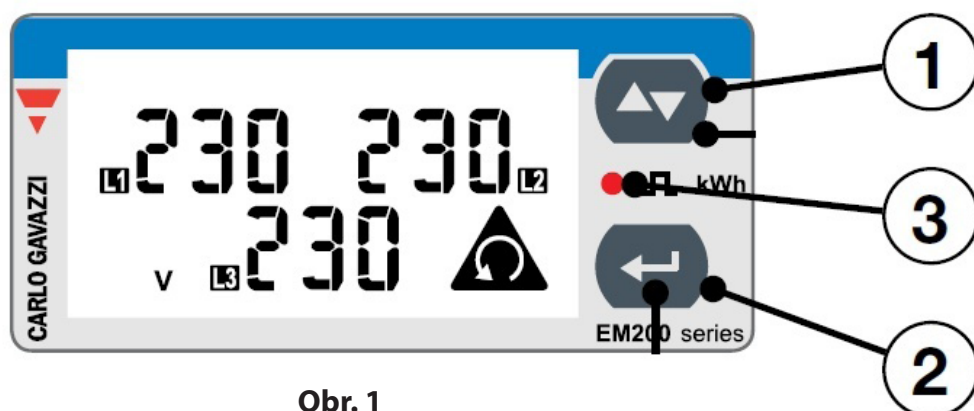 CARLO GAVAZZI
L1 230 230 L2
V L3 230
kWh
EM200 series
1
3
2
Obr. 1